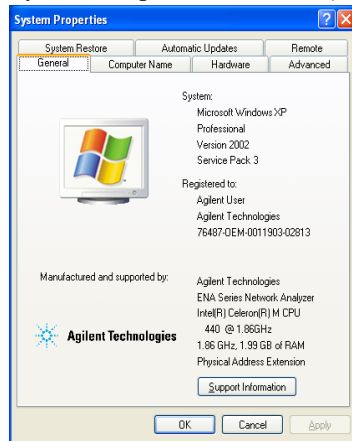 System Properties
System Restore
Automatic Updates
Remote
General
Computer Name
Hardware
Advanced
System:
Microsoft Windows XP
Professional
Version 2002
Service Pack 3
Registered to:
Agilent User
Agilent Technologies
76487-OEM-0011903-02813
Manufactured and supported by:
Agilent Technologies
Agilent Technologies
ENA Series Network Analyzer
Intel(R) Celeron(R) M CPU
440 @ 1.86GHz
1.86 GHz, 1.99 GB of RAM
Physical Address Extension
Support Information
OK
Cancel
Apply